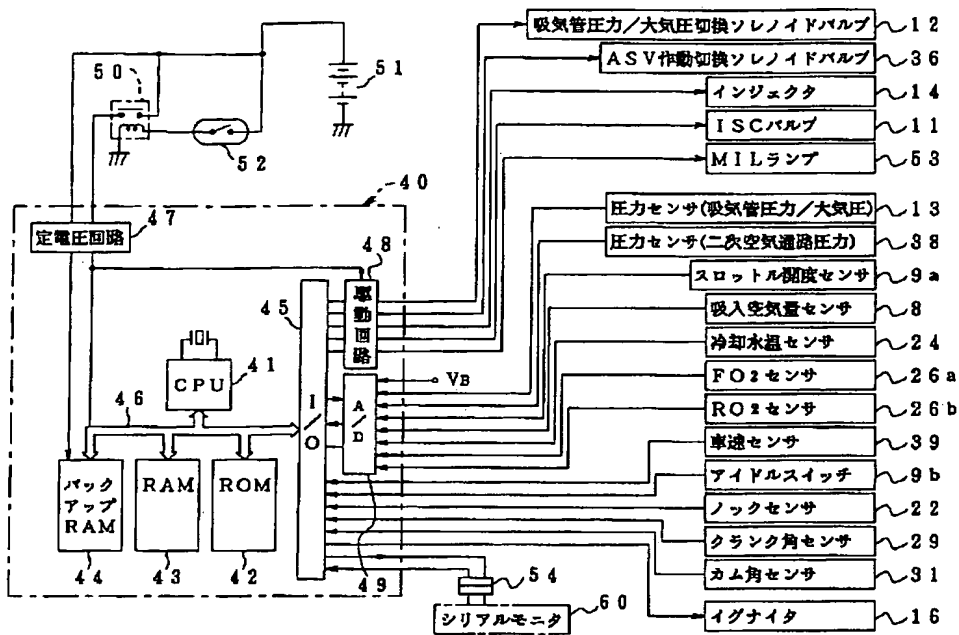 吸気管圧力／大気圧切換ソレノイドバルブ 12
ASV作動切換ソレノイドバルブ 36
インジェクタ 14
ISCバルブ 11
MILランプ 53
50
51
52
40
定電圧回路 47
48
駆動回路
45
圧力センサ(吸気管圧力／大気圧) 13
圧力センサ(二次空気通路圧力) 38
スロットル開度センサ 9a
吸入空気量センサ 8
冷却水温センサ 24
FO2センサ 26a
RO2センサ 26b
車速センサ 39
アイドルスイッチ 9b
ノックセンサ 22
クランク角センサ 29
カム角センサ 31
イグナイタ 16
VB
CPU 41
46
I／O
A／D
バックアップRAM
RAM
ROM
44
43
42
49
54
シリアルモニタ 60